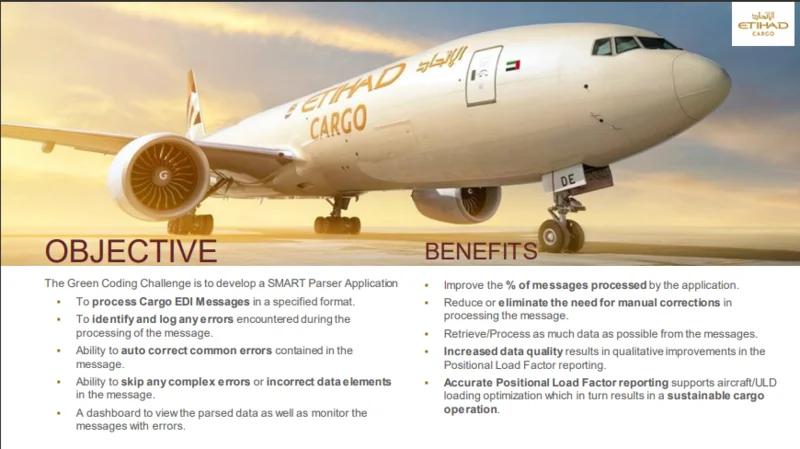 الاتحاد
ETIHAD
CARGO
الاتحاد
ETIHAD
CARGO
DE
OBJECTIVE
The Green Coding Challenge is to develop a SMART Parser Application
• To process Cargo EDI Messages in a specified format.
• To identify and log any errors encountered during the
processing of the message.
• Ability to auto correct common errors contained in the
message.
• Ability to skip any complex errors or incorrect data elements
in the message.
• A dashboard to view the parsed data as well as monitor the
messages with errors.
BENEFITS
• Improve the % of messages processed by the application.
• Reduce or eliminate the need for manual corrections in
processing the message.
• Retrieve/Process as much data as possible from the messages.
• Increased data quality results in qualitative improvements in the
Positional Load Factor reporting.
• Accurate Positional Load Factor reporting supports aircraft/ULD
loading optimization which in turn results in a sustainable cargo
operation.